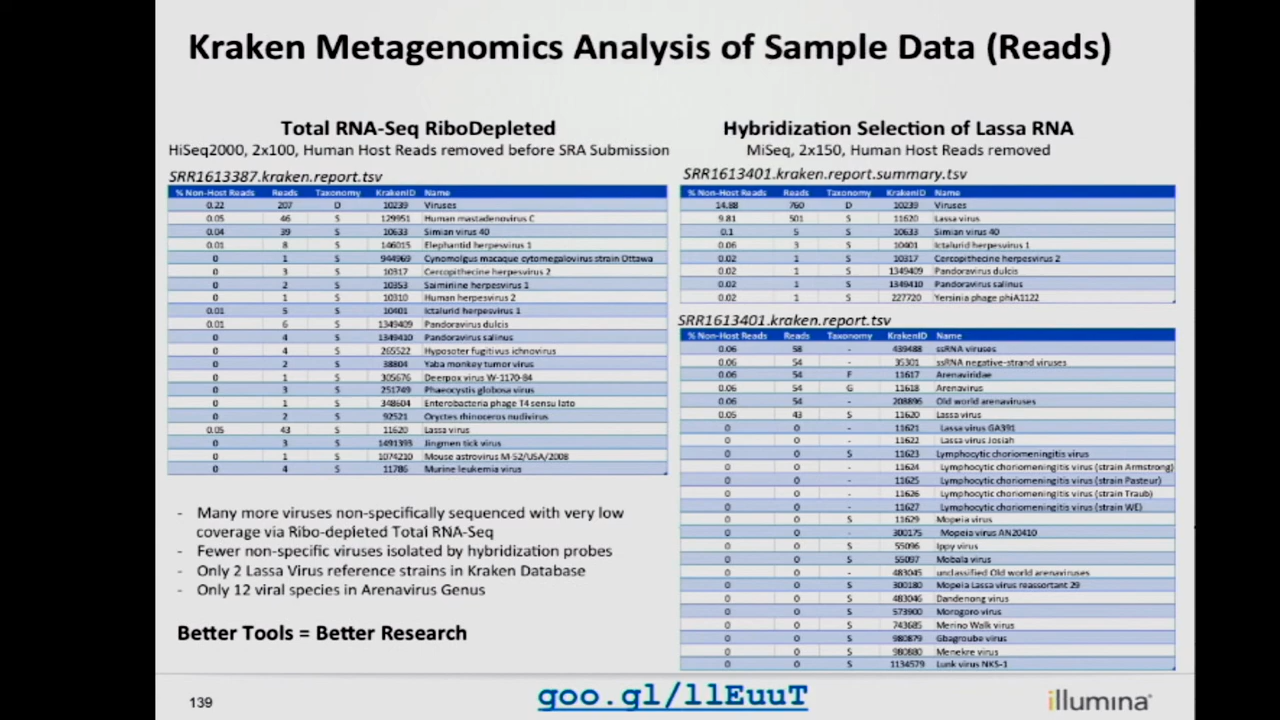 Kraken Metagenomics Analysis of Sample Data (Reads)
Total RNA-Seq RiboDepleted
HiSeq2000, 2x100, Human Host Reads removed before SRA Submission
SRR1613387.kraken.report.tsv
% Non-Host Reads Reads Taxonomy KrakenID Name
0.22 207 D 10239 Viruses
0.05 46 S 129951 Human mastadenovirus C
0.04 39 S 10633 Simian virus 40
0.01 8 S 146015 Elephantid herpesvirus 1
0 1 S 944969 Cynomolgus macaque cytomegalovirus strain Ottawa
0 3 S 10317 Cercopithecine herpesvirus 2
0 2 S 10353 Saimiriine herpesvirus 1
0 1 S 10310 Human herpesvirus 2
0.01 5 S 10401 Ictalurid herpesvirus 1
0.01 6 S 1349409 Pandoravirus dulcis
0 4 S 1349410 Pandoravirus salinus
0 4 S 265522 Hyposoter fugitivus ichnovirus
0 2 S 38804 Yaba monkey tumor virus
0 1 S 305676 Deerpox virus W-1170-84
0 3 S 251749 Phaeocystis globosa virus
0 1 S 348604 Enterobacteria phage T4 sensu lato
0 2 S 92521 Oryctes rhinoceros nudivirus
0.05 43 S 11620 Lassa virus
0 3 S 1491393 Jingmen tick virus
0 1 S 1074210 Mouse astrovirus M-52/USA/2008
0 4 S 11786 Murine leukemia virus
- Many more viruses non-specifically sequenced with very low
coverage via Ribo-depleted Total RNA-Seq
- Fewer non-specific viruses isolated by hybridization probes
- Only 2 Lassa Virus reference strains in Kraken Database
- Only 12 viral species in Arenavirus Genus
Better Tools = Better Research
Hybridization Selection of Lassa RNA
MiSeq, 2x150, Human Host Reads removed
SRR1613401.kraken.report.summary.tsv
% Non-Host Reads Reads Taxonomy KrakenID Name
14.88 760 D 10239 Viruses
9.81 501 S 11620 Lassa virus
0.1 5 S 10633 Simian virus 40
0.06 3 S 10401 Ictalurid herpesvirus 1
0.02 1 S 10317 Cercopithecine herpesvirus 2
0.02 1 S 1349409 Pandoravirus dulcis
0.02 1 S 1349410 Pandoravirus salinus
0.02 1 S 227720 Yersinia phage phiA1122
SRR1613401.kraken.report.tsv
% Non-Host Reads Reads Taxonomy KrakenID Name
0.06 58 - 439488 ssRNA viruses
0.06 54 - 35301 ssRNA negative-strand viruses
0.06 54 F 11617 Arenaviridae
0.06 54 G 11618 Arenavirus
0.06 54 - 208896 Old world arenaviruses
0.05 43 S 11620 Lassa virus
0 0 - 11621 Lassa virus GA391
0 0 - 11622 Lassa virus Josiah
0 0 S 11623 Lymphocytic choriomeningitis virus
0 0 - 11624 Lymphocytic choriomeningitis virus (strain Armstrong)
0 0 - 11625 Lymphocytic choriomeningitis virus (strain Pasteur)
0 0 - 11626 Lymphocytic choriomeningitis virus (strain Traub)
0 0 - 11627 Lymphocytic choriomeningitis virus (strain WE)
0 0 S 11629 Mopeia virus
0 0 - 300175 Mopeia virus AN20410
0 0 S 55096 Ippy virus
0 0 S 55097 Mobala virus
0 0 - 483045 unclassified Old world arenaviruses
0 0 S 300180 Mopeia Lassa virus reassortant 29
0 0 S 483046 Dandenong virus
0 0 S 573900 Morogoro virus
0 0 S 743685 Merino Walk virus
0 0 S 980879 Gbagroube virus
0 0 S 980880 Menekre virus
0 0 S 1134579 Lunk virus NKS-1
139
goo.gl/llEuuT
illumina